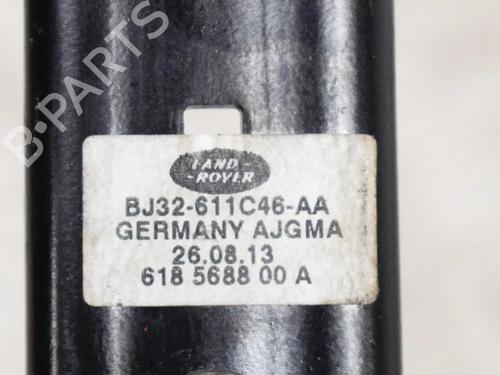 B-PARTS
LAND-
-ROVER
BJ32-611C46-AA
GERMANY AJGMA
26.08.13
618 5688 00 A